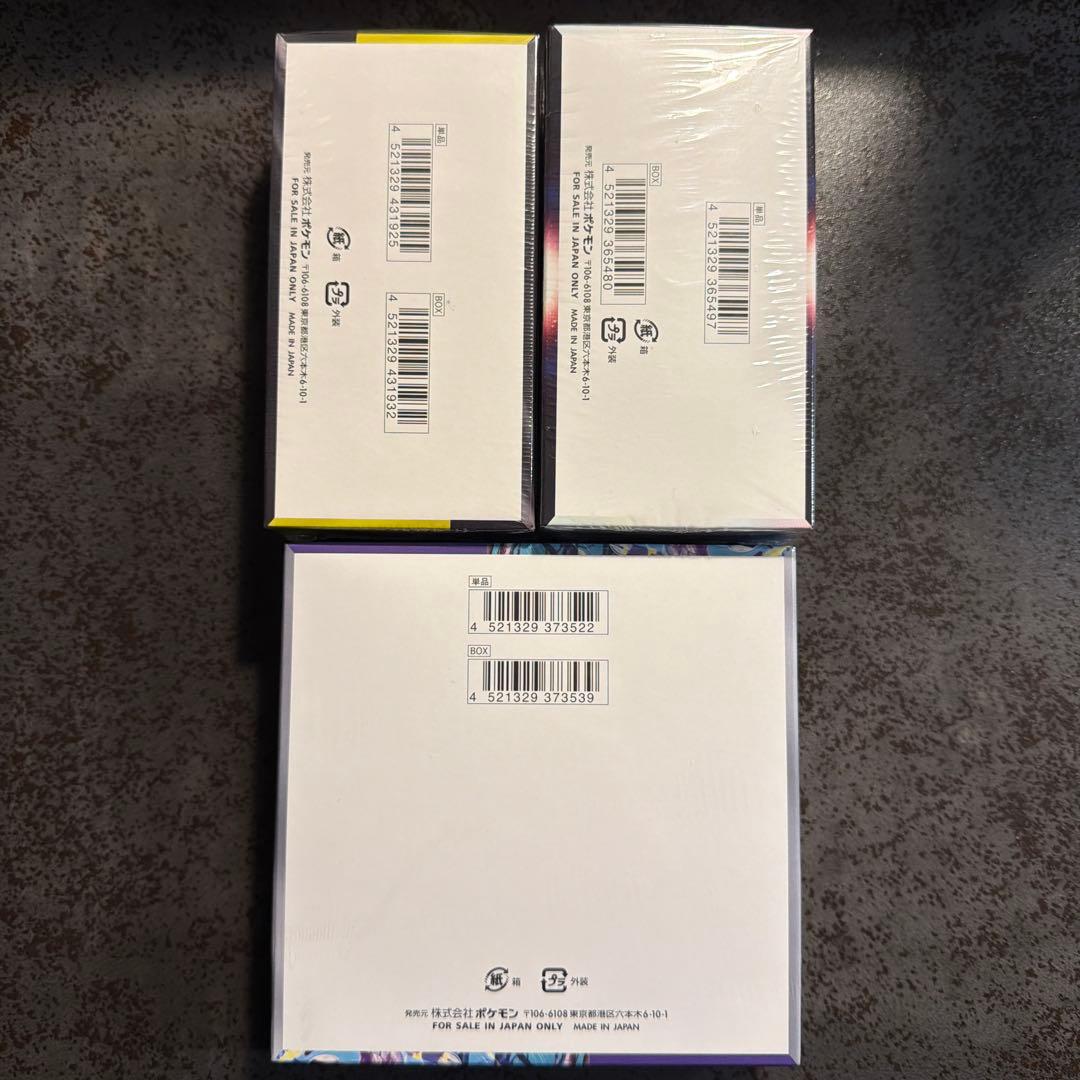 単品
4 521329 431925
BOX
4 521329 431932
紙 箱
プラ 外装
発売元 株式会社 ポケモン 〒106-6108 東京都港区六本木6-10-1
FOR SALE IN JAPAN ONLY MADE IN JAPAN
単品
4 521329 365497
BOX
4 521329 365480
紙 箱
プラ 外装
発売元 株式会社 ポケモン 〒106-6108 東京都港区六本木6-10-1
FOR SALE IN JAPAN ONLY MADE IN JAPAN
単品
4 521329 373522
BOX
4 521329 373539
紙 箱 プラ 外装
発売元 株式会社 ポケモン 〒106-6108 東京都港区六本木6-10-1
FOR SALE IN JAPAN ONLY MADE IN JAPAN